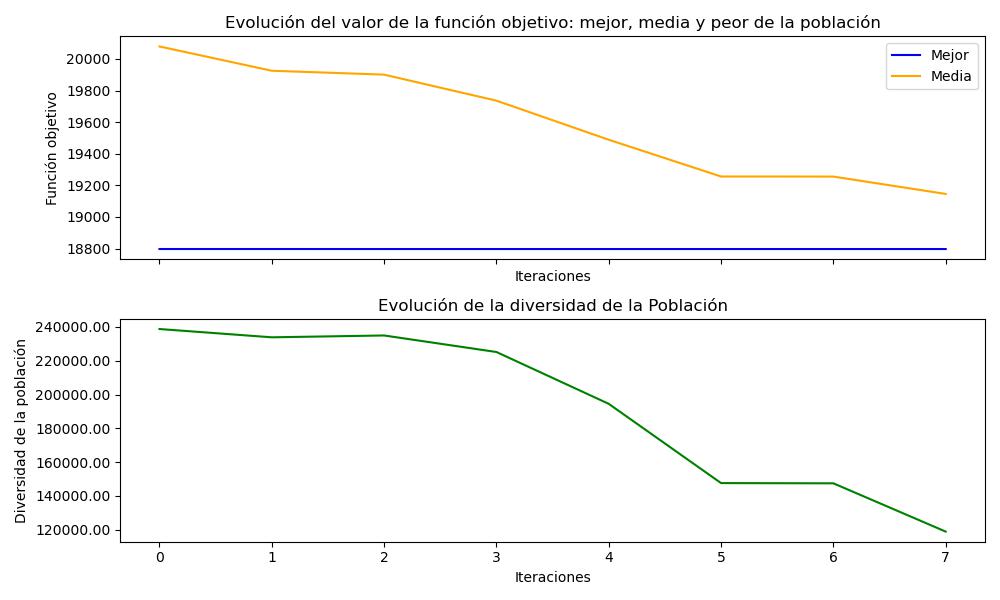 Evolución del valor de la función objetivo: mejor, media y peor de la población
Función objetivo
20000
19800
19600
19400
19200
19000
18800
Mejor
Media
Iteraciones
Evolución de la diversidad de la Población
Diversidad de la población
240000.00
220000.00
200000.00
180000.00
160000.00
140000.00
120000.00
0 1 2 3 4 5 6 7
Iteraciones